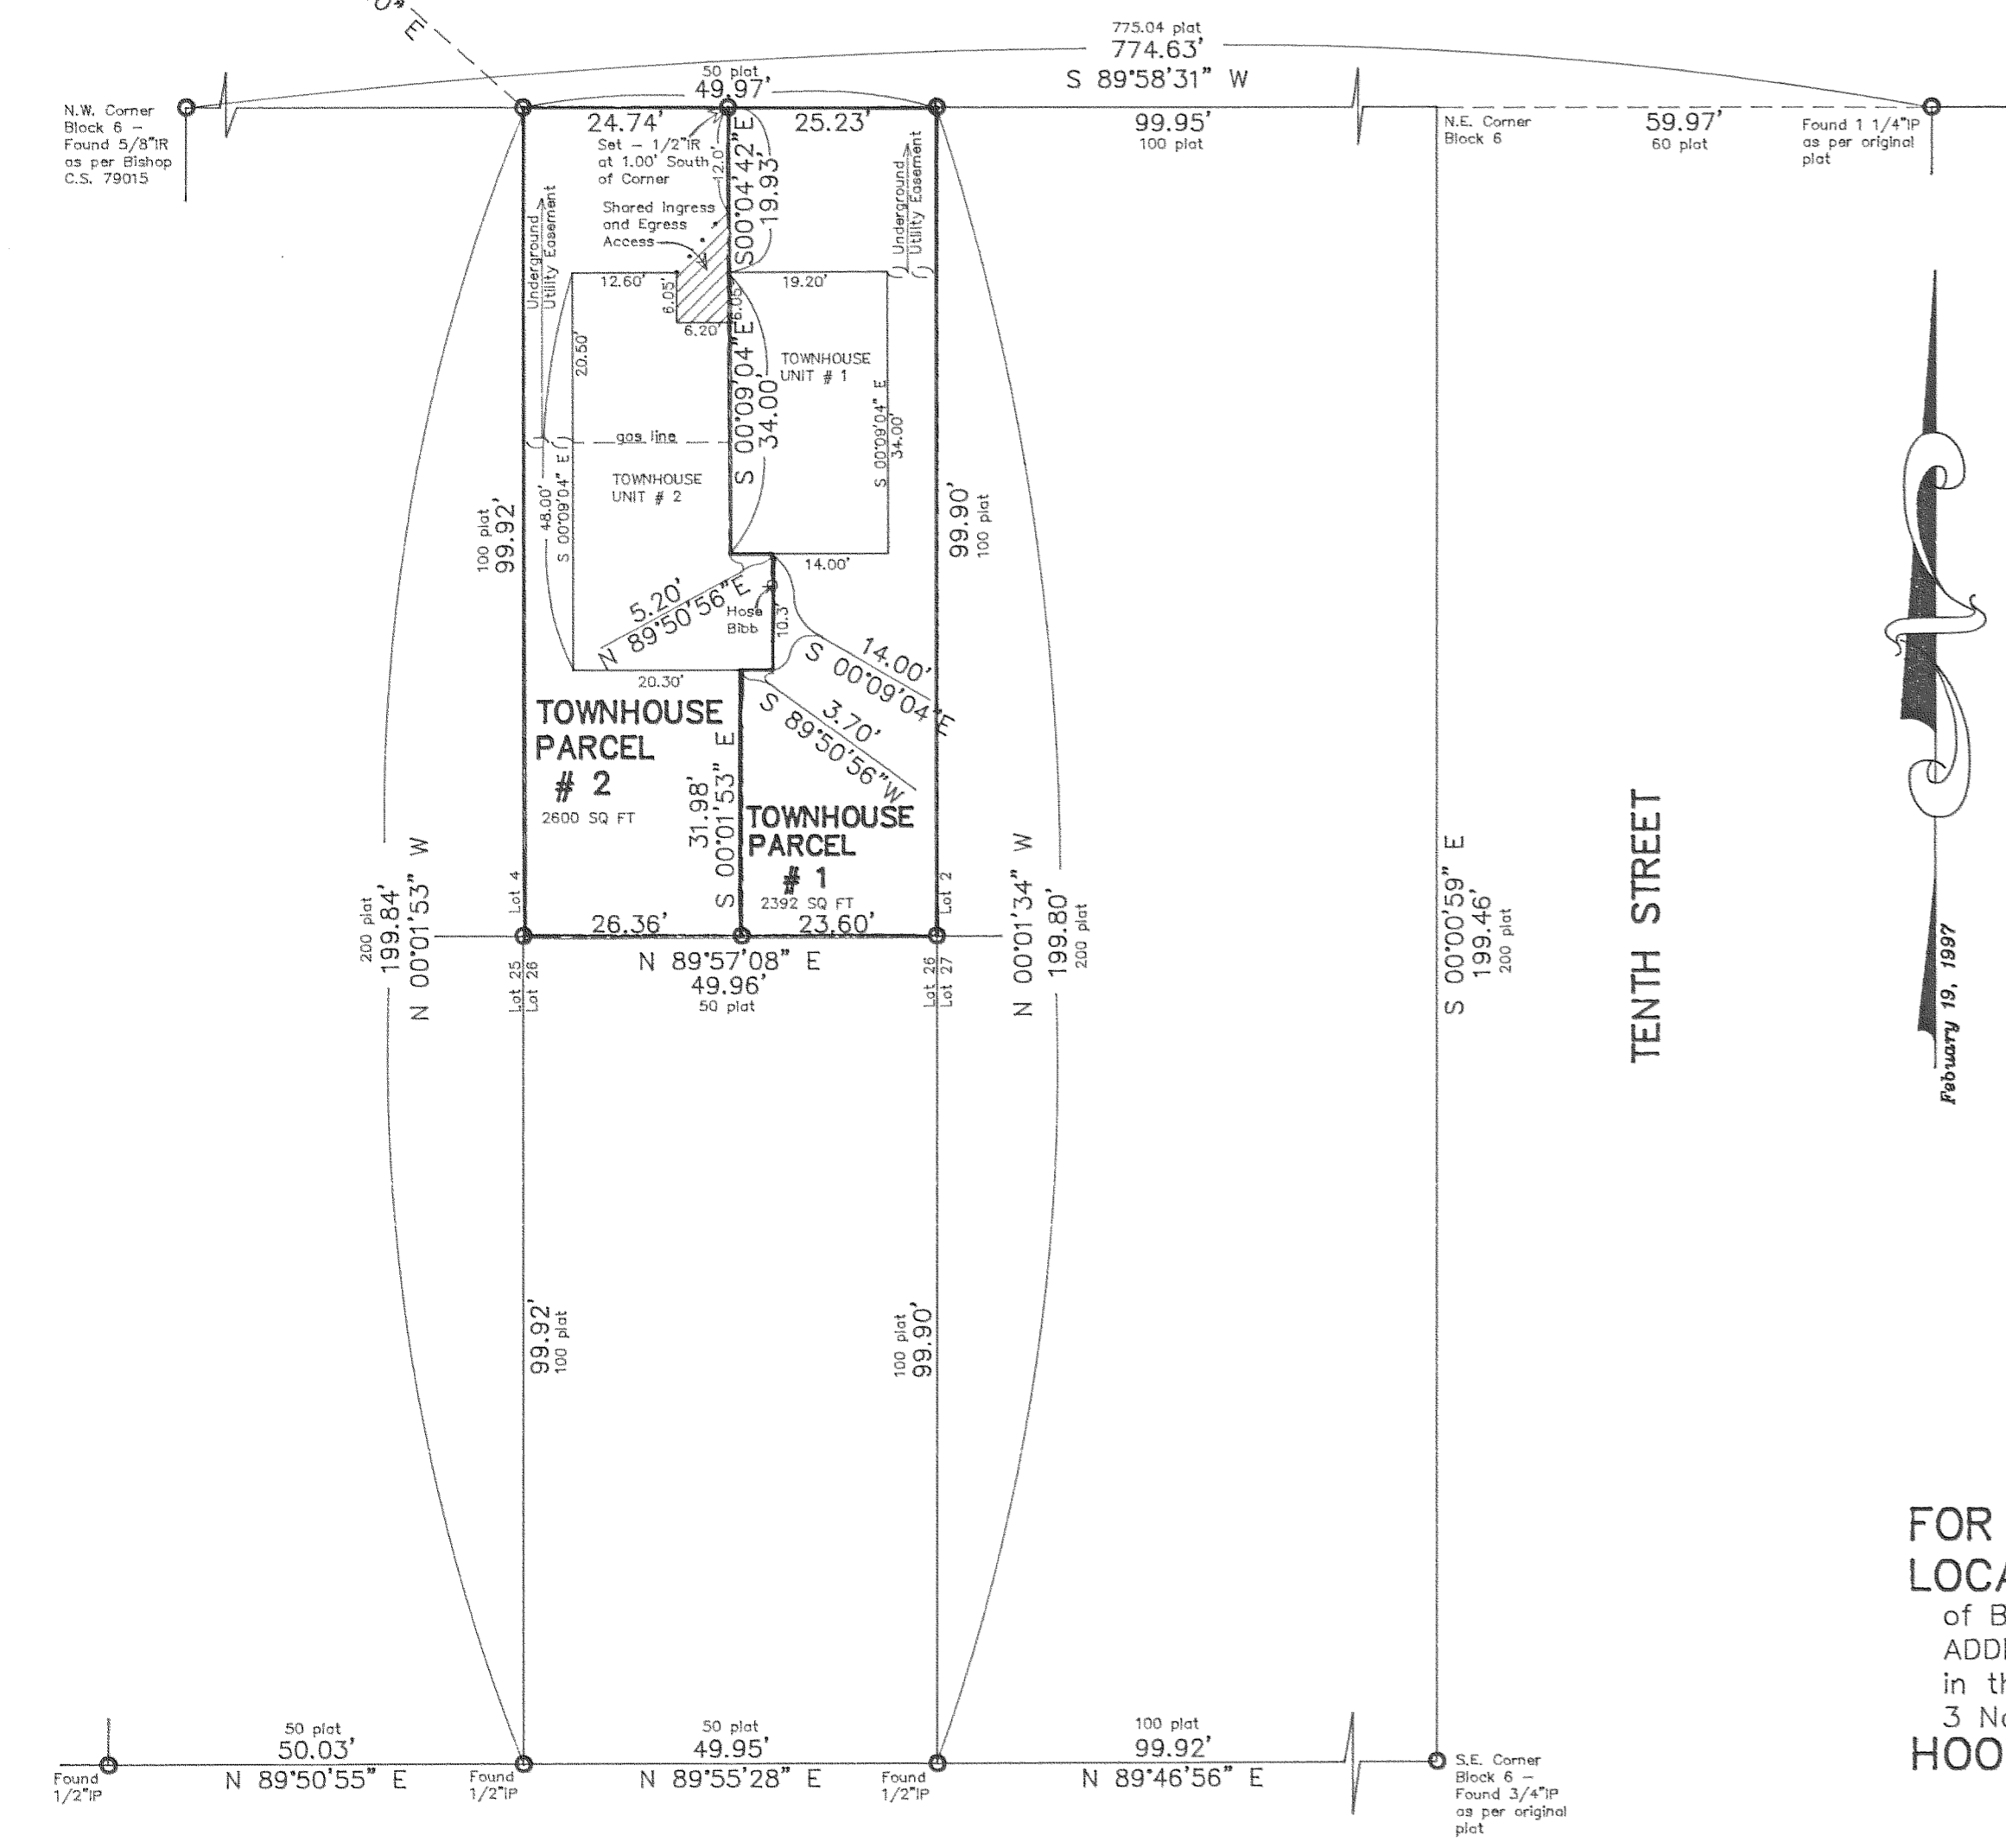 0" E
775.04 plat
774.63'
S 89°58'31" W
50 plat
49.97'
N.W. Corner
Block 6 –
Found 5/8"IR
as per Bishop
C.S. 79015
24.74'
25.23'
99.95'
100 plat
N.E. Corner
Block 6
59.97'
60 plat
Found 1 1/4"IP
as per original
plat
Set – 1/2"IR
at 1.00' South
of Corner
12.0'
S00°04'42"E
19.93'
Underground
Utility Easement
Underground
Utility Easement
Shared Ingress
and Egress
Access
12.60'
6.05'
6.05'
6.20'
19.20'
20.50'
S 00°09'04"E
34.00'
TOWNHOUSE
UNIT # 1
S 00°09'04" E
34.00'
gas line
TOWNHOUSE
UNIT # 2
48.00'
S 00°09'04" E
100 plat
99.92'
99.90'
100 plat
14.00'
5.20'
N 89°50'56"E
Hose
Bibb
10.3'
14.00'
S 00°09'04"E
20.30'
3.70'
S 89°50'56"W
TOWNHOUSE
PARCEL
# 2
2600 SQ FT
31.98'
S 00°01'53" E
TOWNHOUSE
PARCEL
# 1
2392 SQ FT
Lot 4
Lot 2
26.36'
23.60'
N 89°57'08" E
49.96'
50 plat
Lot 25
Lot 26
Lot 26
Lot 27
200 plat
199.84'
N 00°01'53" W
N 00°01'34" W
199.80'
200 plat
S 00°00'59" E
199.46'
200 plat
TENTH STREET
Febuary 19, 1997
99.92'
100 plat
100 plat
99.90'
FOR
LOCA
of B
ADDI
in th
3 No
HOO
50 plat
50.03'
N 89°50'55" E
50 plat
49.95'
N 89°55'28" E
100 plat
99.92'
N 89°46'56" E
Found
1/2"IP
Found
1/2"IP
Found
1/2"IP
S.E. Corner
Block 6 –
Found 3/4"IP
as per original
plat